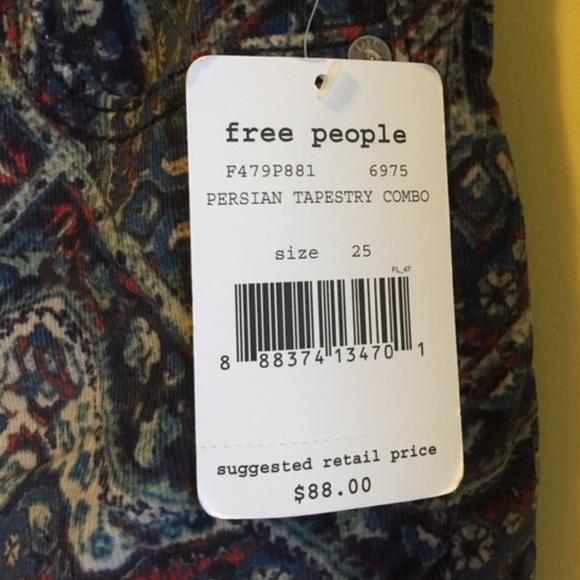 free people
F479P881 6975
PERSIAN TAPESTRY COMBO
size 25
FL_47
8 88374 13470 1
suggested retail price
$88.00